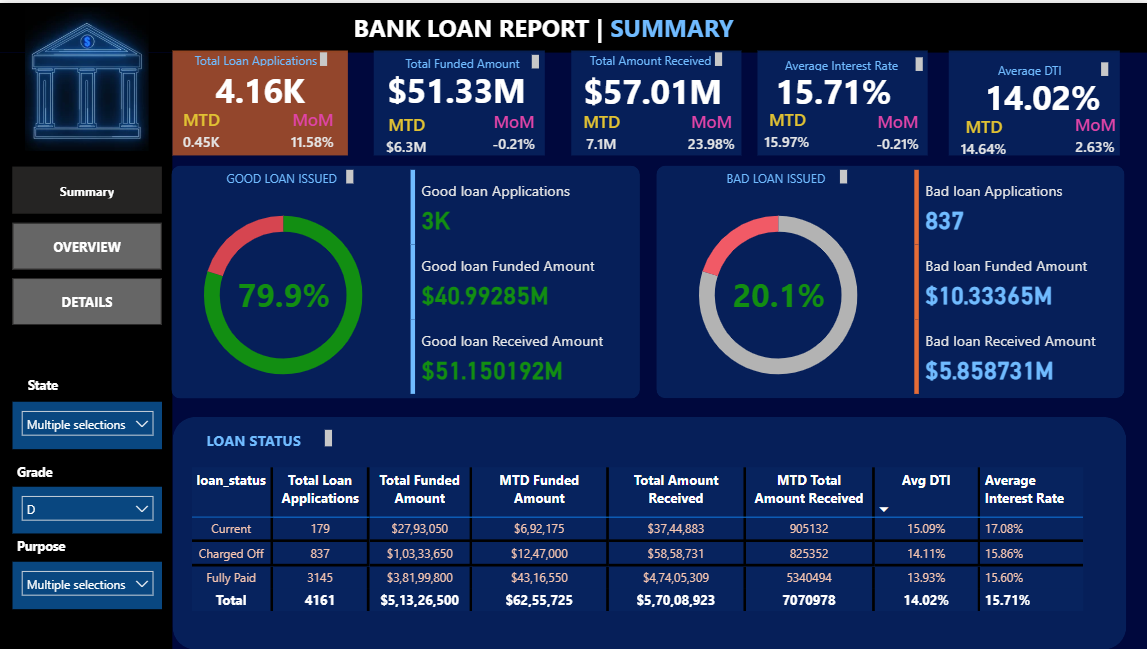 BANK LOAN REPORT | SUMMARY
$
Total Loan Applications
4.16K
MTD MoM
0.45K 11.58%
Total Funded Amount
$51.33M
MTD MoM
$6.3M -0.21%
Total Amount Received
$57.01M
MTD MoM
7.1M 23.98%
Average Interest Rate
15.71%
MTD MoM
15.97% -0.21%
Average DTI
14.02%
MTD MoM
14.64% 2.63%
Summary
OVERVIEW
DETAILS
State
Multiple selections
Grade
D
Purpose
Multiple selections
GOOD LOAN ISSUED
79.9%
Good loan Applications
3K
Good loan Funded Amount
$40.99285M
Good loan Received Amount
$51.150192M
BAD LOAN ISSUED
20.1%
Bad loan Applications
837
Bad loan Funded Amount
$10.33365M
Bad loan Received Amount
$5.858731M
LOAN STATUS
loan_status Total Loan Applications Total Funded Amount MTD Funded Amount Total Amount Received MTD Total Amount Received Avg DTI Average Interest Rate
Current 179 $27,93,050 $6,92,175 $37,44,883 905132 15.09% 17.08%
Charged Off 837 $1,03,33,650 $12,47,000 $58,58,731 825352 14.11% 15.86%
Fully Paid 3145 $3,81,99,800 $43,16,550 $4,74,05,309 5340494 13.93% 15.60%
Total 4161 $5,13,26,500 $62,55,725 $5,70,08,923 7070978 14.02% 15.71%